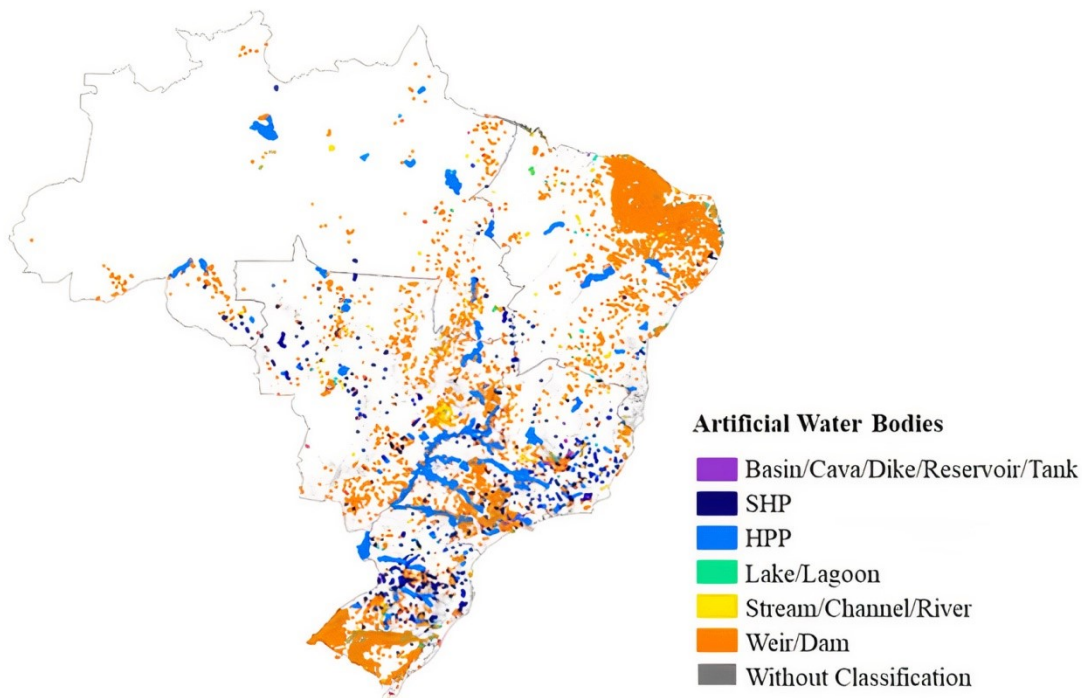 Artificial Water Bodies
Basin/Cava/Dike/Reservoir/Tank
SHP
HPP
Lake/Lagoon
Stream/Channel/River
Weir/Dam
Without Classification